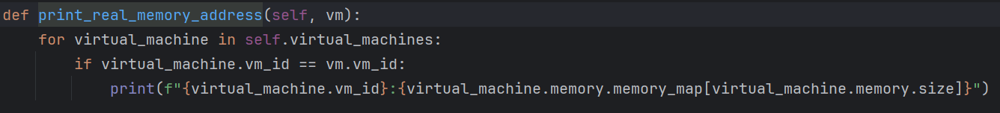 def print_real_memory_address(self, vm):
    for virtual_machine in self.virtual_machines:
        if virtual_machine.vm_id == vm.vm_id:
            print(f"{virtual_machine.vm_id}:{virtual_machine.memory.memory_map[virtual_machine.memory.size]}")